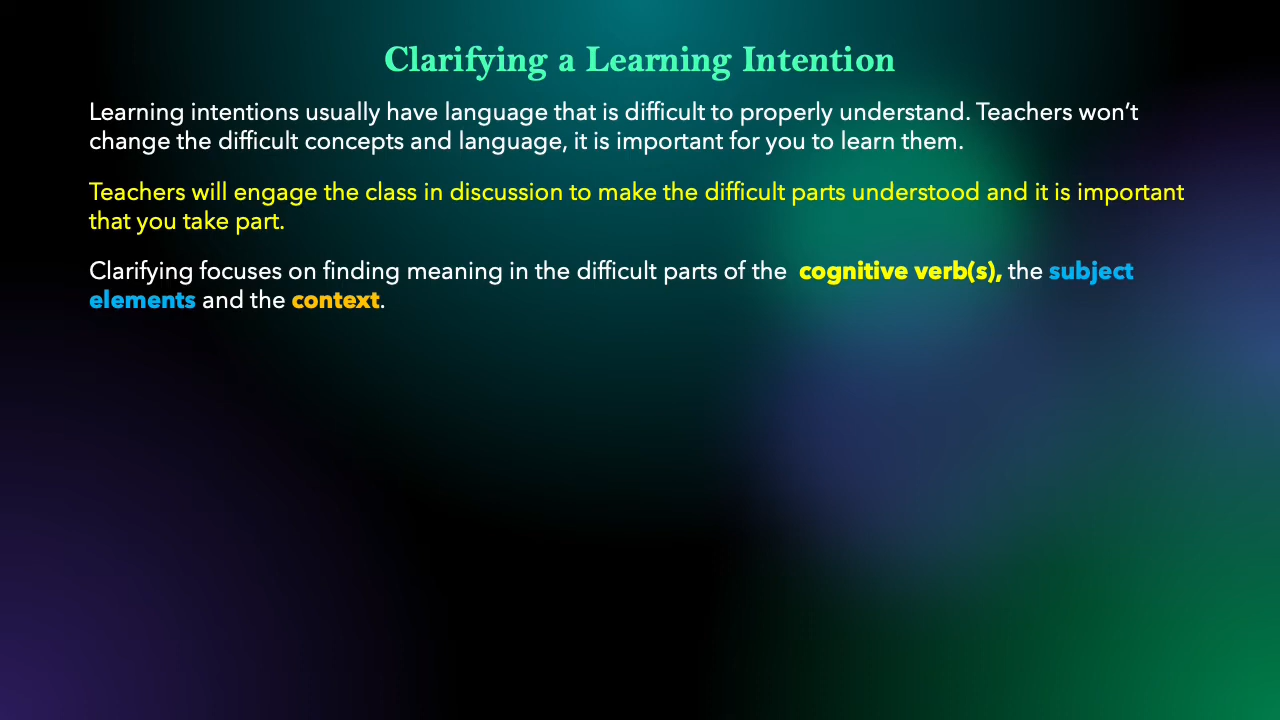 Clarifying a Learning Intention
Learning intentions usually have language that is difficult to properly understand. Teachers won’t
change the difficult concepts and language, it is important for you to learn them.
Teachers will engage the class in discussion to make the difficult parts understood and it is important
that you take part.
Clarifying focuses on finding meaning in the difficult parts of the  cognitive verb(s), the subject
elements and the context.